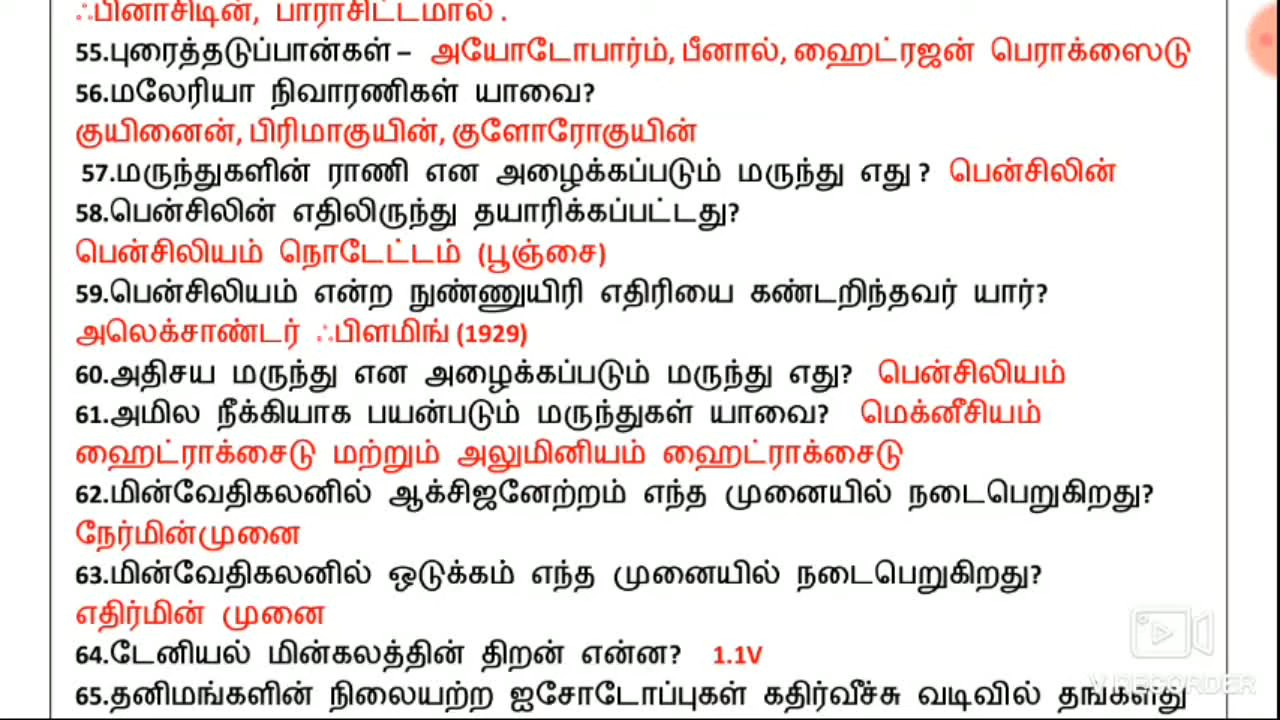 ஃபினாசிடின், பாராசிட்டமால் .
55.புரைத்தடுப்பான்கள் – அயோடோபார்ம், பீனால், ஹைட்ரஜன் பெராக்ஸைடு
56.மலேரியா நிவாரணிகள் யாவை?
குயினைன், பிரிமாகுயின், குளோரோகுயின்
57.மருந்துகளின் ராணி என அழைக்கப்படும் மருந்து எது ? பென்சிலின்
58.பென்சிலின் எதிலிருந்து தயாரிக்கப்பட்டது?
பென்சிலியம் நொடேட்டம் (பூஞ்சை)
59.பென்சிலியம் என்ற நுண்ணுயிரி எதிரியை கண்டறிந்தவர் யார்?
அலெக்சாண்டர் ஃபிளமிங் (1929)
60.அதிசய மருந்து என அழைக்கப்படும் மருந்து எது? பென்சிலியம்
61.அமில நீக்கியாக பயன்படும் மருந்துகள் யாவை? மெக்னீசியம்
ஹைட்ராக்சைடு மற்றும் அலுமினியம் ஹைட்ராக்சைடு
62.மின்வேதிகலனில் ஆக்சிஜனேற்றம் எந்த முனையில் நடைபெறுகிறது?
நேர்மின்முனை
63.மின்வேதிகலனில் ஒடுக்கம் எந்த முனையில் நடைபெறுகிறது?
எதிர்மின் முனை
64.டேனியல் மின்கலத்தின் திறன் என்ன? 1.1V
65.தனிமங்களின் நிலையற்ற ஐசோடோப்புகள் கதிர்வீச்சு வடிவில் தங்களது
VIDECORDER